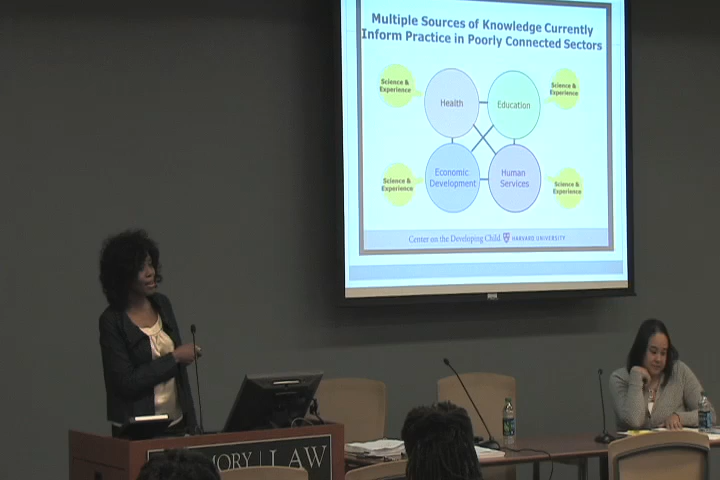 Multiple Sources of Knowledge Currently
Inform Practice in Poorly Connected Sectors
Science &
Experience
Health
Education
Science &
Experience
Science &
Experience
Economic
Development
Human
Services
Science &
Experience
Center on the Developing Child HARVARD UNIVERSITY
MORY | LAW